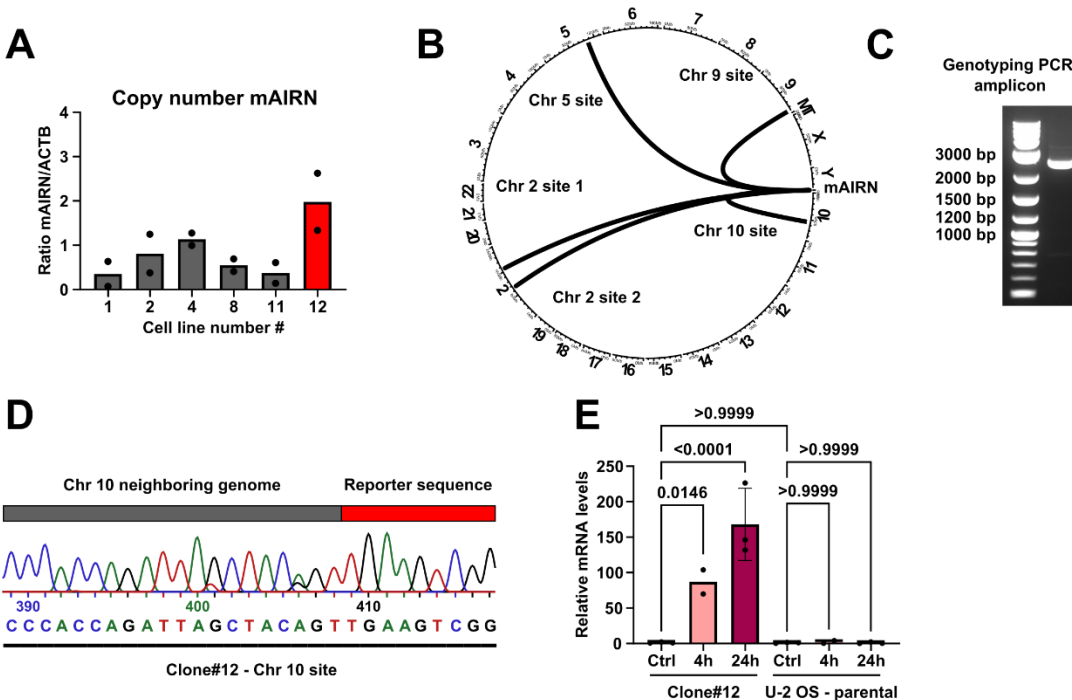 A
Copy number mAIRN
Ratio mAIRN/ACTB
4
3
2
1
0
1 2 4 8 11 12
Cell line number #
B
5
6
7
8
9
MT
X
Y
mAIRN
10
11
12
13
14
15
16
17
18
19
2
20
21
22
3
4
Chr 9 site
Chr 5 site
Chr 2 site 1
Chr 10 site
Chr 2 site 2
C
Genotyping PCR
amplicon
3000 bp
2000 bp
1500 bp
1200 bp
1000 bp
D
Chr 10 neighboring genome Reporter sequence
390 400 410
C C C A C C A G A T T A G C T A C A G T T G A A G T C G G
Clone#12 - Chr 10 site
E
>0.9999
<0.0001 >0.9999
0.0146 >0.9999
Relative mRNA levels
250
200
150
100
50
0
Ctrl 4h 24h Ctrl 4h 24h
Clone#12 U-2 OS - parental